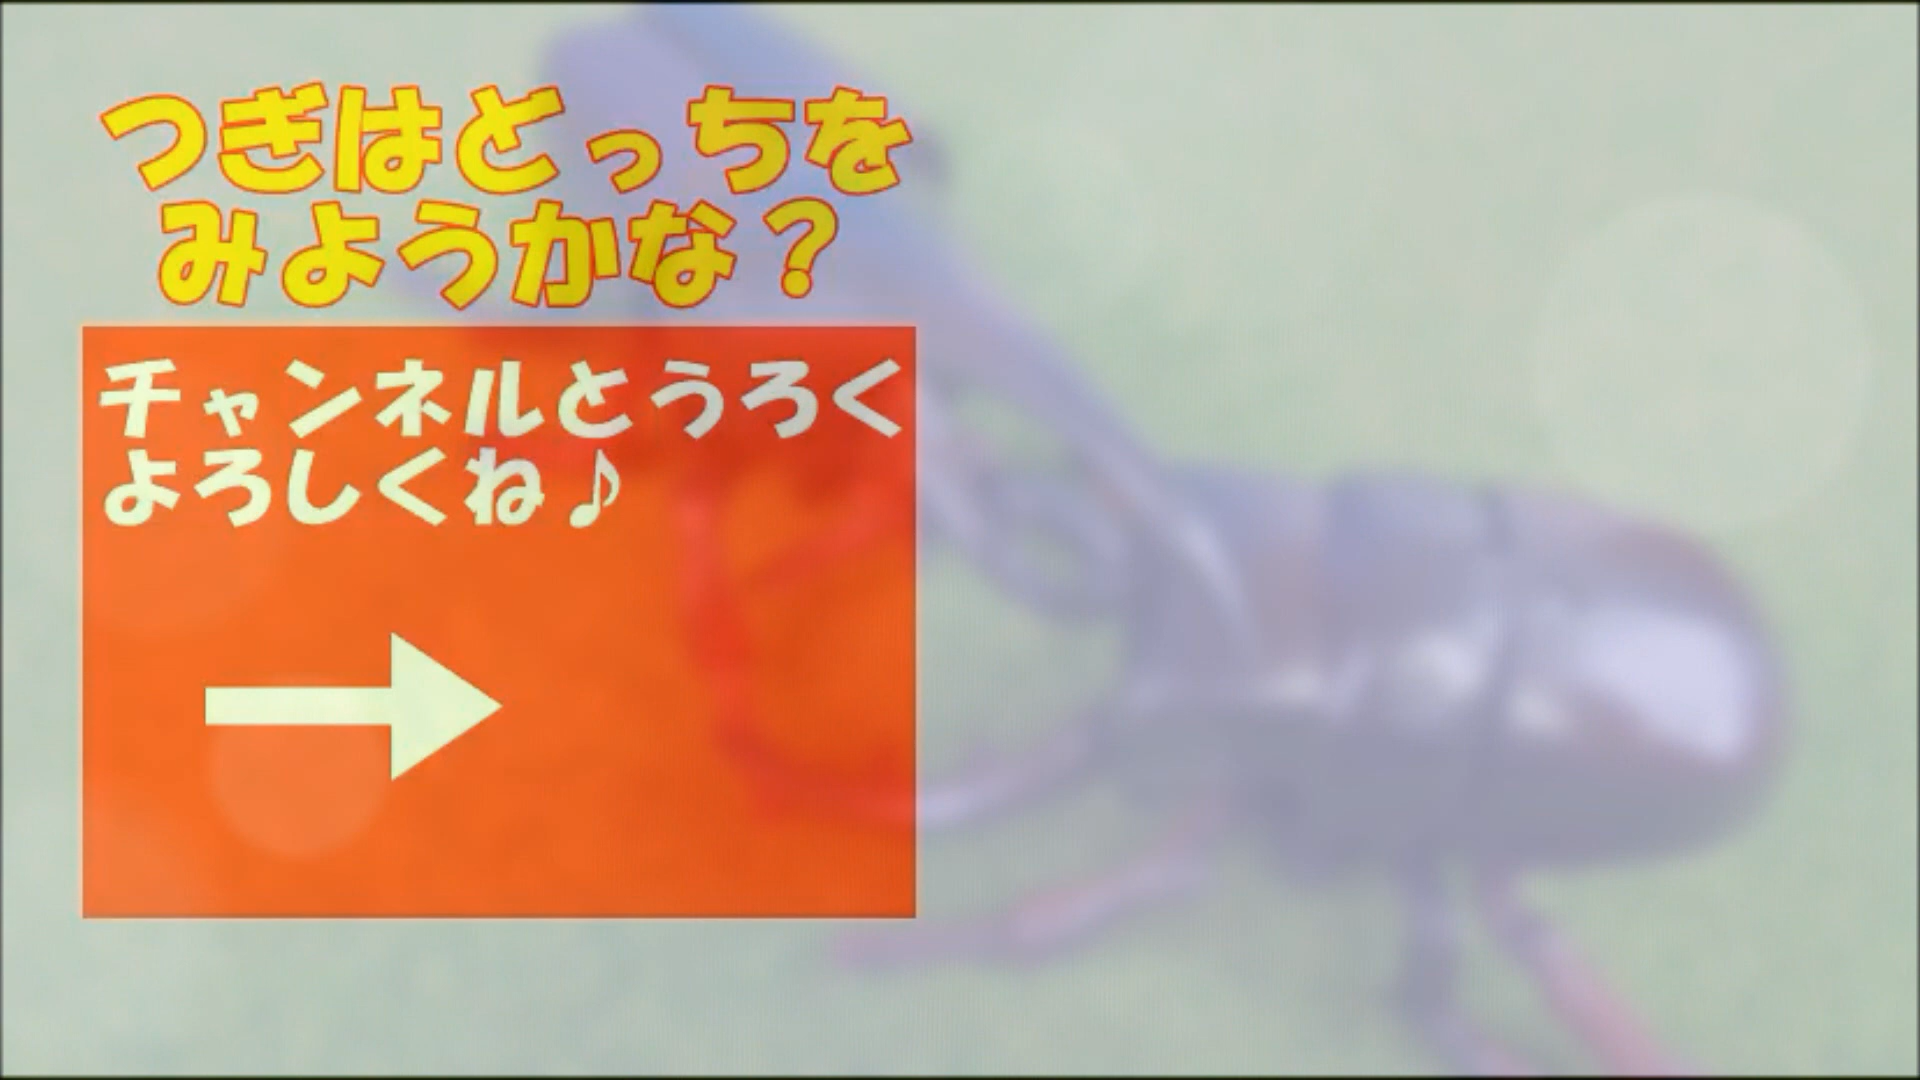 つぎはどっちを
みようかな？
チャンネルとうろく
よろしくね♪